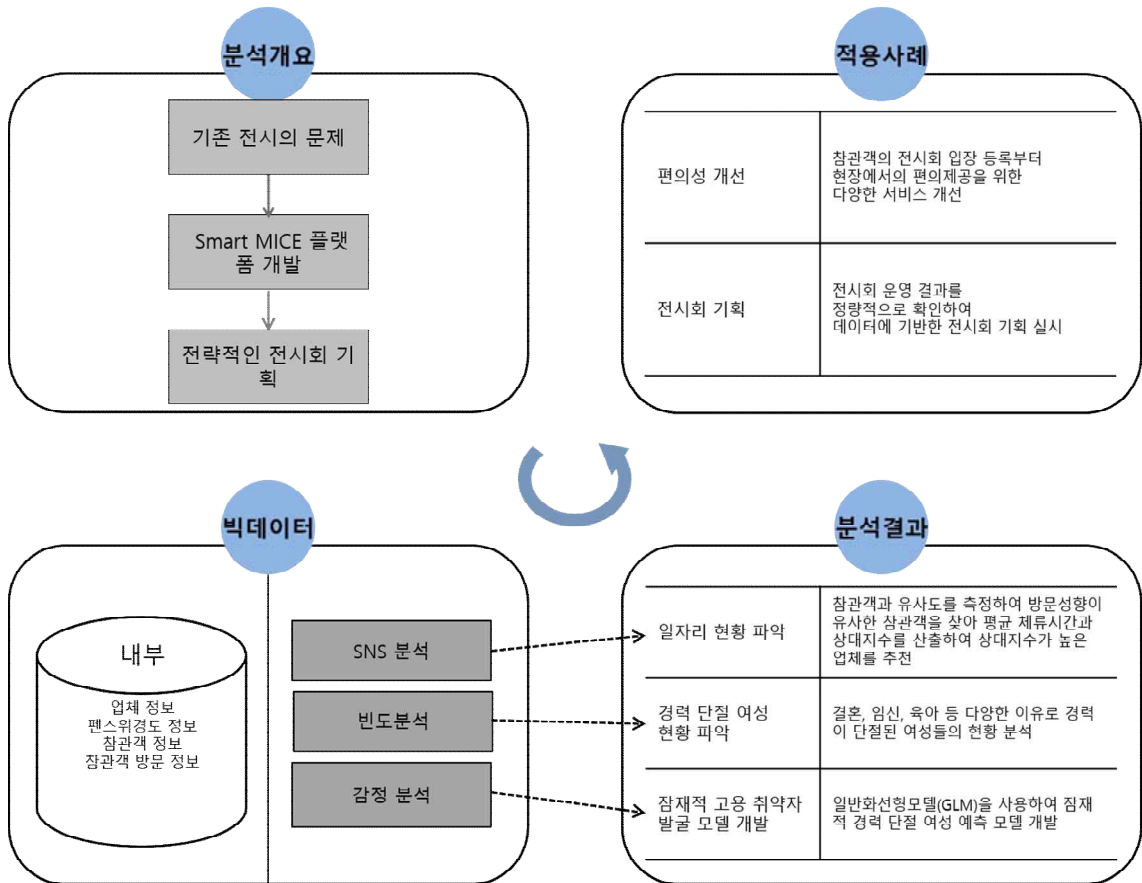 분석개요
기존 전시의 문제
Smart MICE 플랫
폼 개발
전략적인 전시회 기
획
적용사례
편의성 개선
참관객의 전시회 입장 등록부터
현장에서의 편의제공을 위한
다양한 서비스 개선
전시회 기획
전시회 운영 결과를
정량적으로 확인하여
데이터에 기반한 전시회 기획 실시
빅데이터
내부
업체 정보
펜스위경도 정보
참관객 정보
참관객 방문 정보
SNS 분석
빈도분석
감정 분석
분석결과
일자리 현황 파악
참관객과 유사도를 측정하여 방문성향이
유사한 참관객을 찾아 평균 체류시간과
상대지수를 산출하여 상대지수가 높은
업체를 추천
경력 단절 여성
현황 파악
결혼, 임신, 육아 등 다양한 이유로 경력
이 단절된 여성들의 현황 분석
잠재적 고용 취약자
발굴 모델 개발
일반화선형모델(GLM)을 사용하여 잠재
적 경력 단절 여성 예측 모델 개발